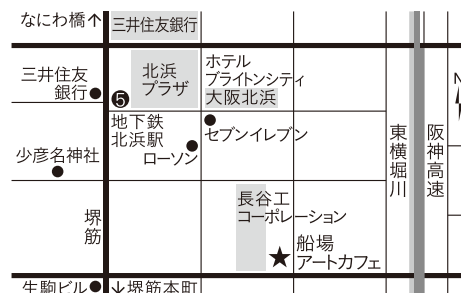 なにわ橋↑
三井住友銀行
三井住友
銀行
❺
北浜
プラザ
ホテル
ブライトンシティ
大阪北浜
地下鉄
北浜駅
ローソン
セブンイレブン
少彦名神社
東横堀川
阪神高速
N
堺筋
長谷工
コーポレーション
★
船場
アートカフェ
生駒ビル
↓堺筋本町